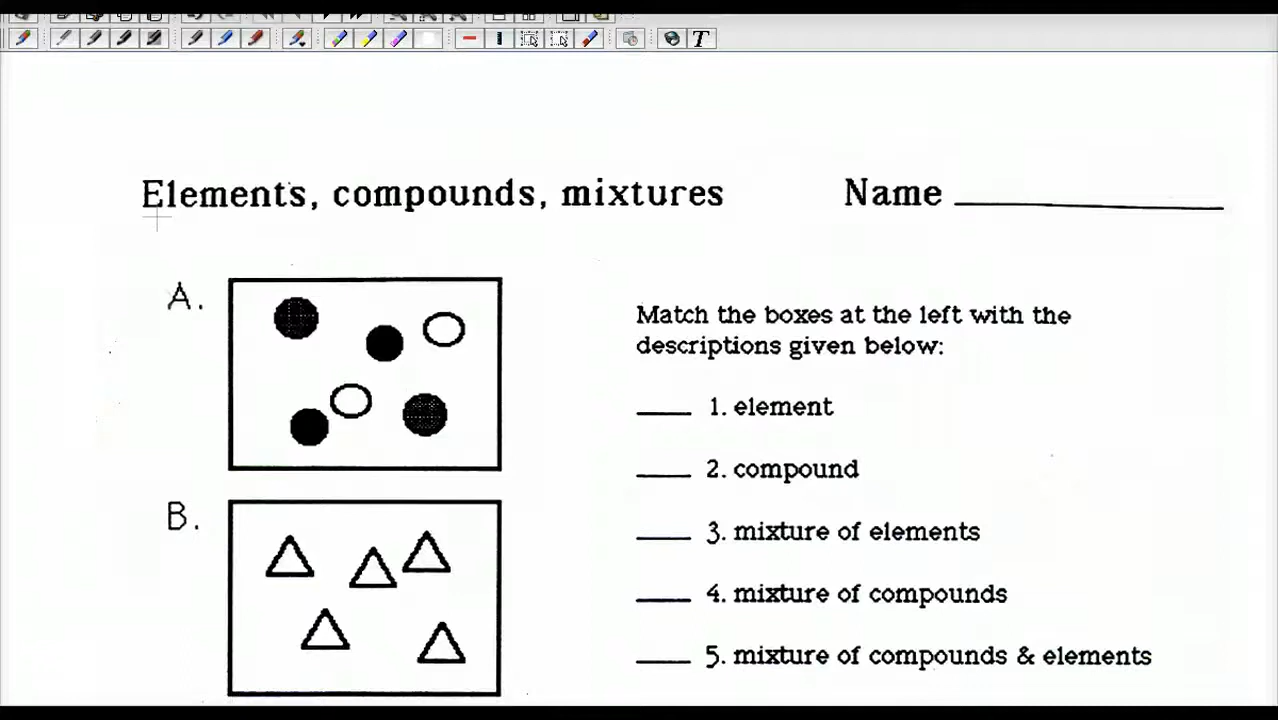 Elements, compounds, mixtures
Name
A.
Match the boxes at the left with the
descriptions given below:
1. element
2. compound
B.
3. mixture of elements
4. mixture of compounds
5. mixture of compounds & elements
T